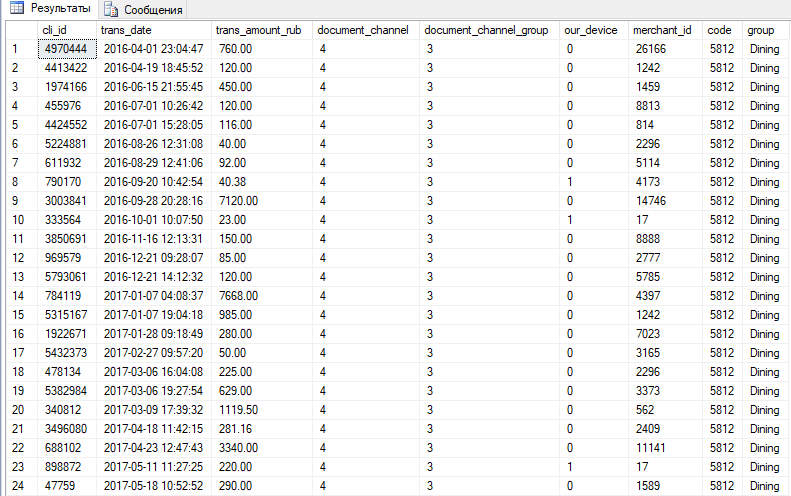 Результаты Сообщения
cli_id trans_date trans_amount_rub document_channel document_channel_group our_device merchant_id code group
1 4970444 2016-04-01 23:04:47 760.00 4 3 0 26166 5812 Dining
2 4413422 2016-04-19 18:45:52 120.00 4 3 0 1242 5812 Dining
3 1974166 2016-06-15 21:55:45 450.00 4 3 0 1459 5812 Dining
4 455976 2016-07-01 10:26:42 120.00 4 3 0 8813 5812 Dining
5 4424552 2016-07-01 15:28:05 116.00 4 3 0 814 5812 Dining
6 5224881 2016-08-26 12:31:08 40.00 4 3 0 2296 5812 Dining
7 611932 2016-08-29 12:41:06 92.00 4 3 0 5114 5812 Dining
8 790170 2016-09-20 10:42:54 40.38 4 3 1 4173 5812 Dining
9 3003841 2016-09-28 20:28:16 7120.00 4 3 0 14746 5812 Dining
10 333564 2016-10-01 10:07:50 23.00 4 3 1 17 5812 Dining
11 3850691 2016-11-16 12:13:31 150.00 4 3 0 8888 5812 Dining
12 969579 2016-12-21 09:28:07 85.00 4 3 0 2777 5812 Dining
13 5793061 2016-12-21 14:12:32 120.00 4 3 0 5785 5812 Dining
14 784119 2017-01-07 04:08:37 7668.00 4 3 0 4397 5812 Dining
15 5315167 2017-01-07 19:04:18 985.00 4 3 0 1242 5812 Dining
16 1922671 2017-01-28 09:18:49 280.00 4 3 0 7023 5812 Dining
17 5432373 2017-02-27 09:57:20 50.00 4 3 0 3165 5812 Dining
18 478134 2017-03-06 16:04:08 225.00 4 3 0 2296 5812 Dining
19 5382984 2017-03-06 19:27:54 629.00 4 3 0 3373 5812 Dining
20 340812 2017-03-09 17:39:32 1119.50 4 3 0 562 5812 Dining
21 3496080 2017-04-18 11:42:15 281.16 4 3 0 2409 5812 Dining
22 688102 2017-04-23 12:47:43 3340.00 4 3 0 11141 5812 Dining
23 898872 2017-05-11 11:27:25 220.00 4 3 1 17 5812 Dining
24 47759 2017-05-18 10:52:52 290.00 4 3 0 1589 5812 Dining